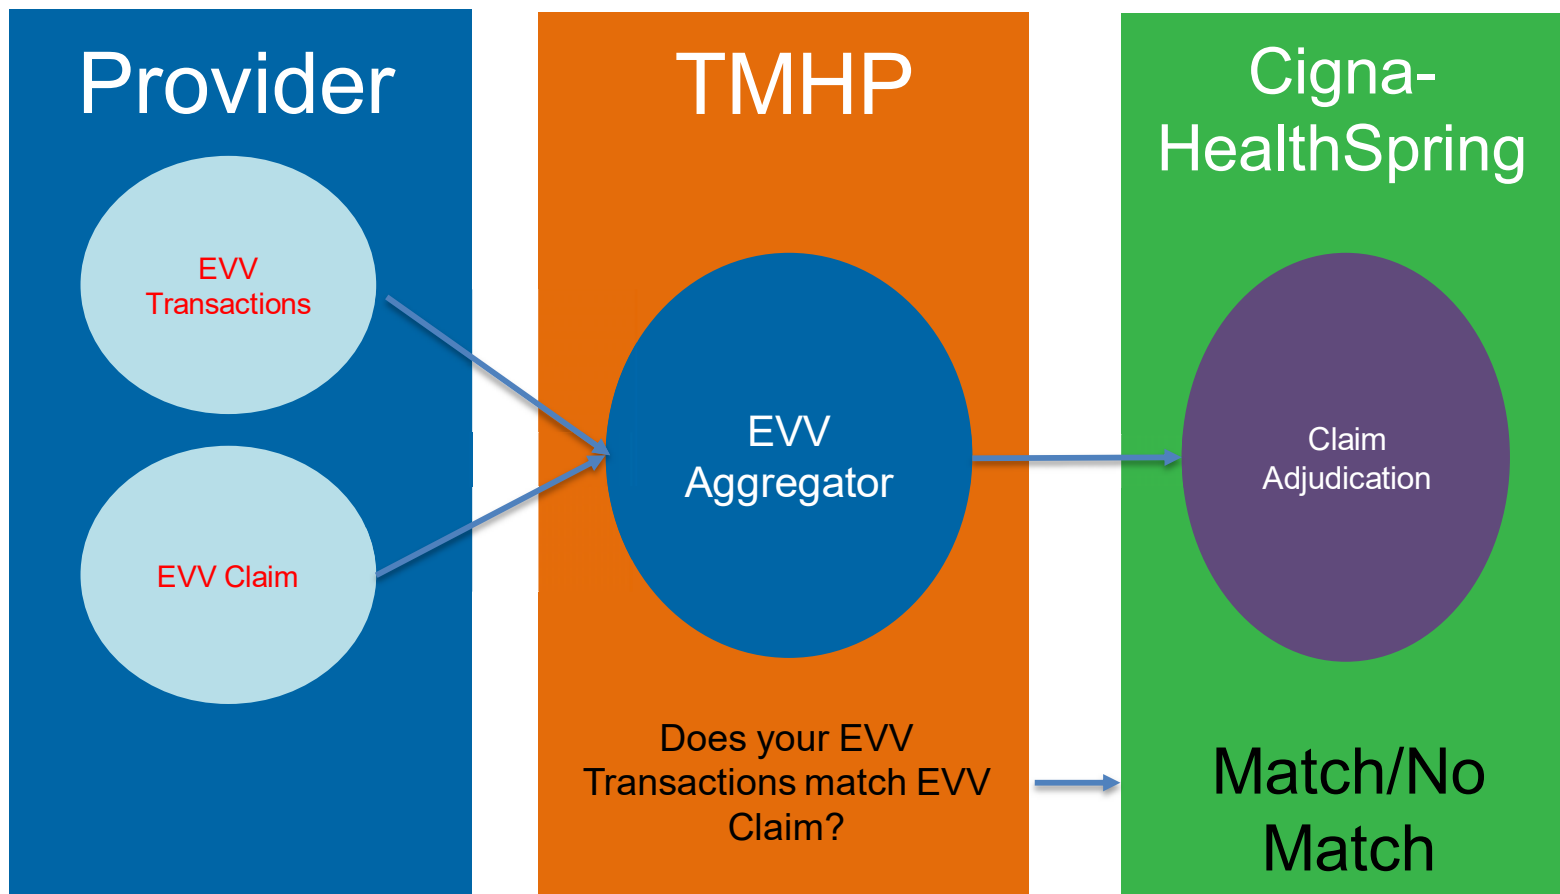 Provider
EVV
Transactions
EVV Claim
TMHP
EVV
Aggregator
Does your EVV
Transactions match EVV
Claim?
Cigna-
HealthSpring
Claim
Adjudication
Match/No
Match